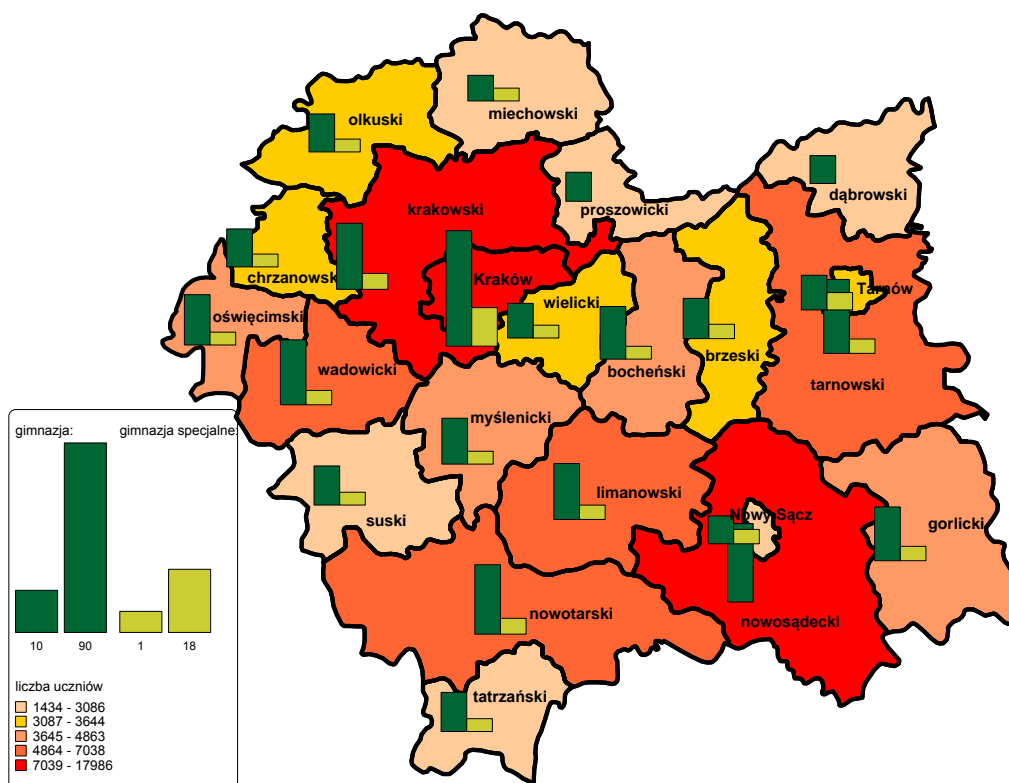 olkuski
miechowski
dąbrowski
krakowski
proszowicki
chrzanowsk
Kraków
wielicki
Tarnów
oświęcimski
brzeski
wadowicki
bocheński
tarnowski
myślenicki
gimnazja:
gimnazja specjalne:
10
90
1
18
limanowski
suski
Nowy Sącz
gorlicki
nowotarski
nowosądecki
tatrzański
liczba uczniów
1434 - 3086
3087 - 3644
3645 - 4863
4864 - 7038
7039 - 17986